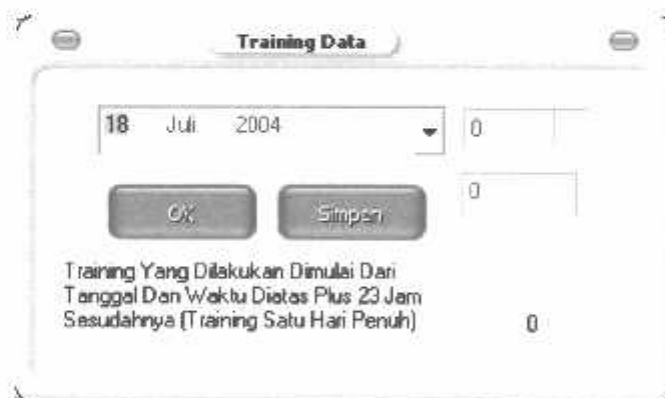 Training Data
18 Juli 2004
0
OK
Simpan
0
Training Yang Dilakukan Dimulai Dari
Tanggal Dan Waktu Diatas Plus 23 Jam
Sesudahnya (Training Satu Hari Penuh)
0